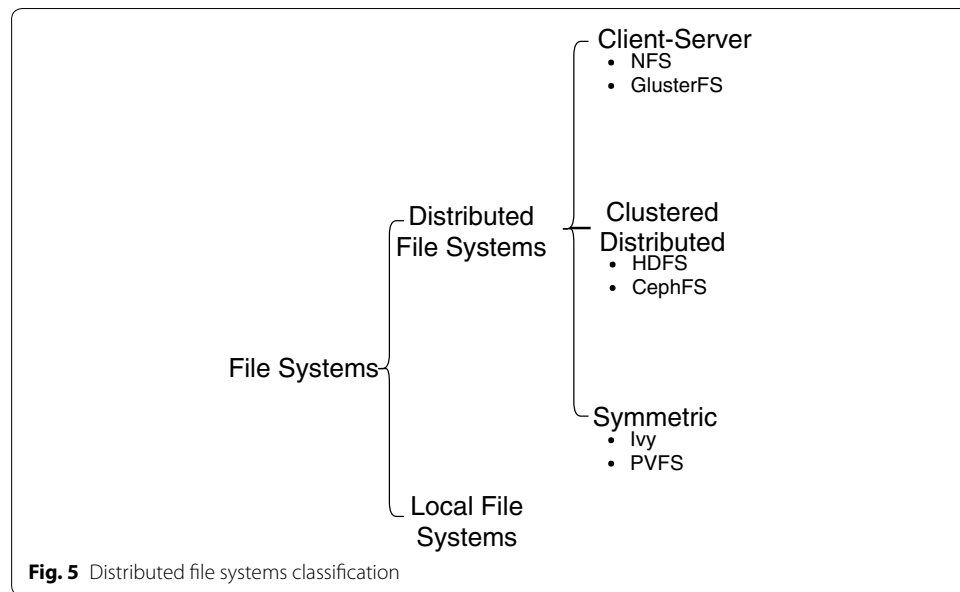 Client-Server
• NFS
• GlusterFS
Distributed
File Systems
Clustered
Distributed
• HDFS
• CephFS
File Systems
Symmetric
• Ivy
• PVFS
Local File
Systems
Fig. 5 Distributed file systems classification